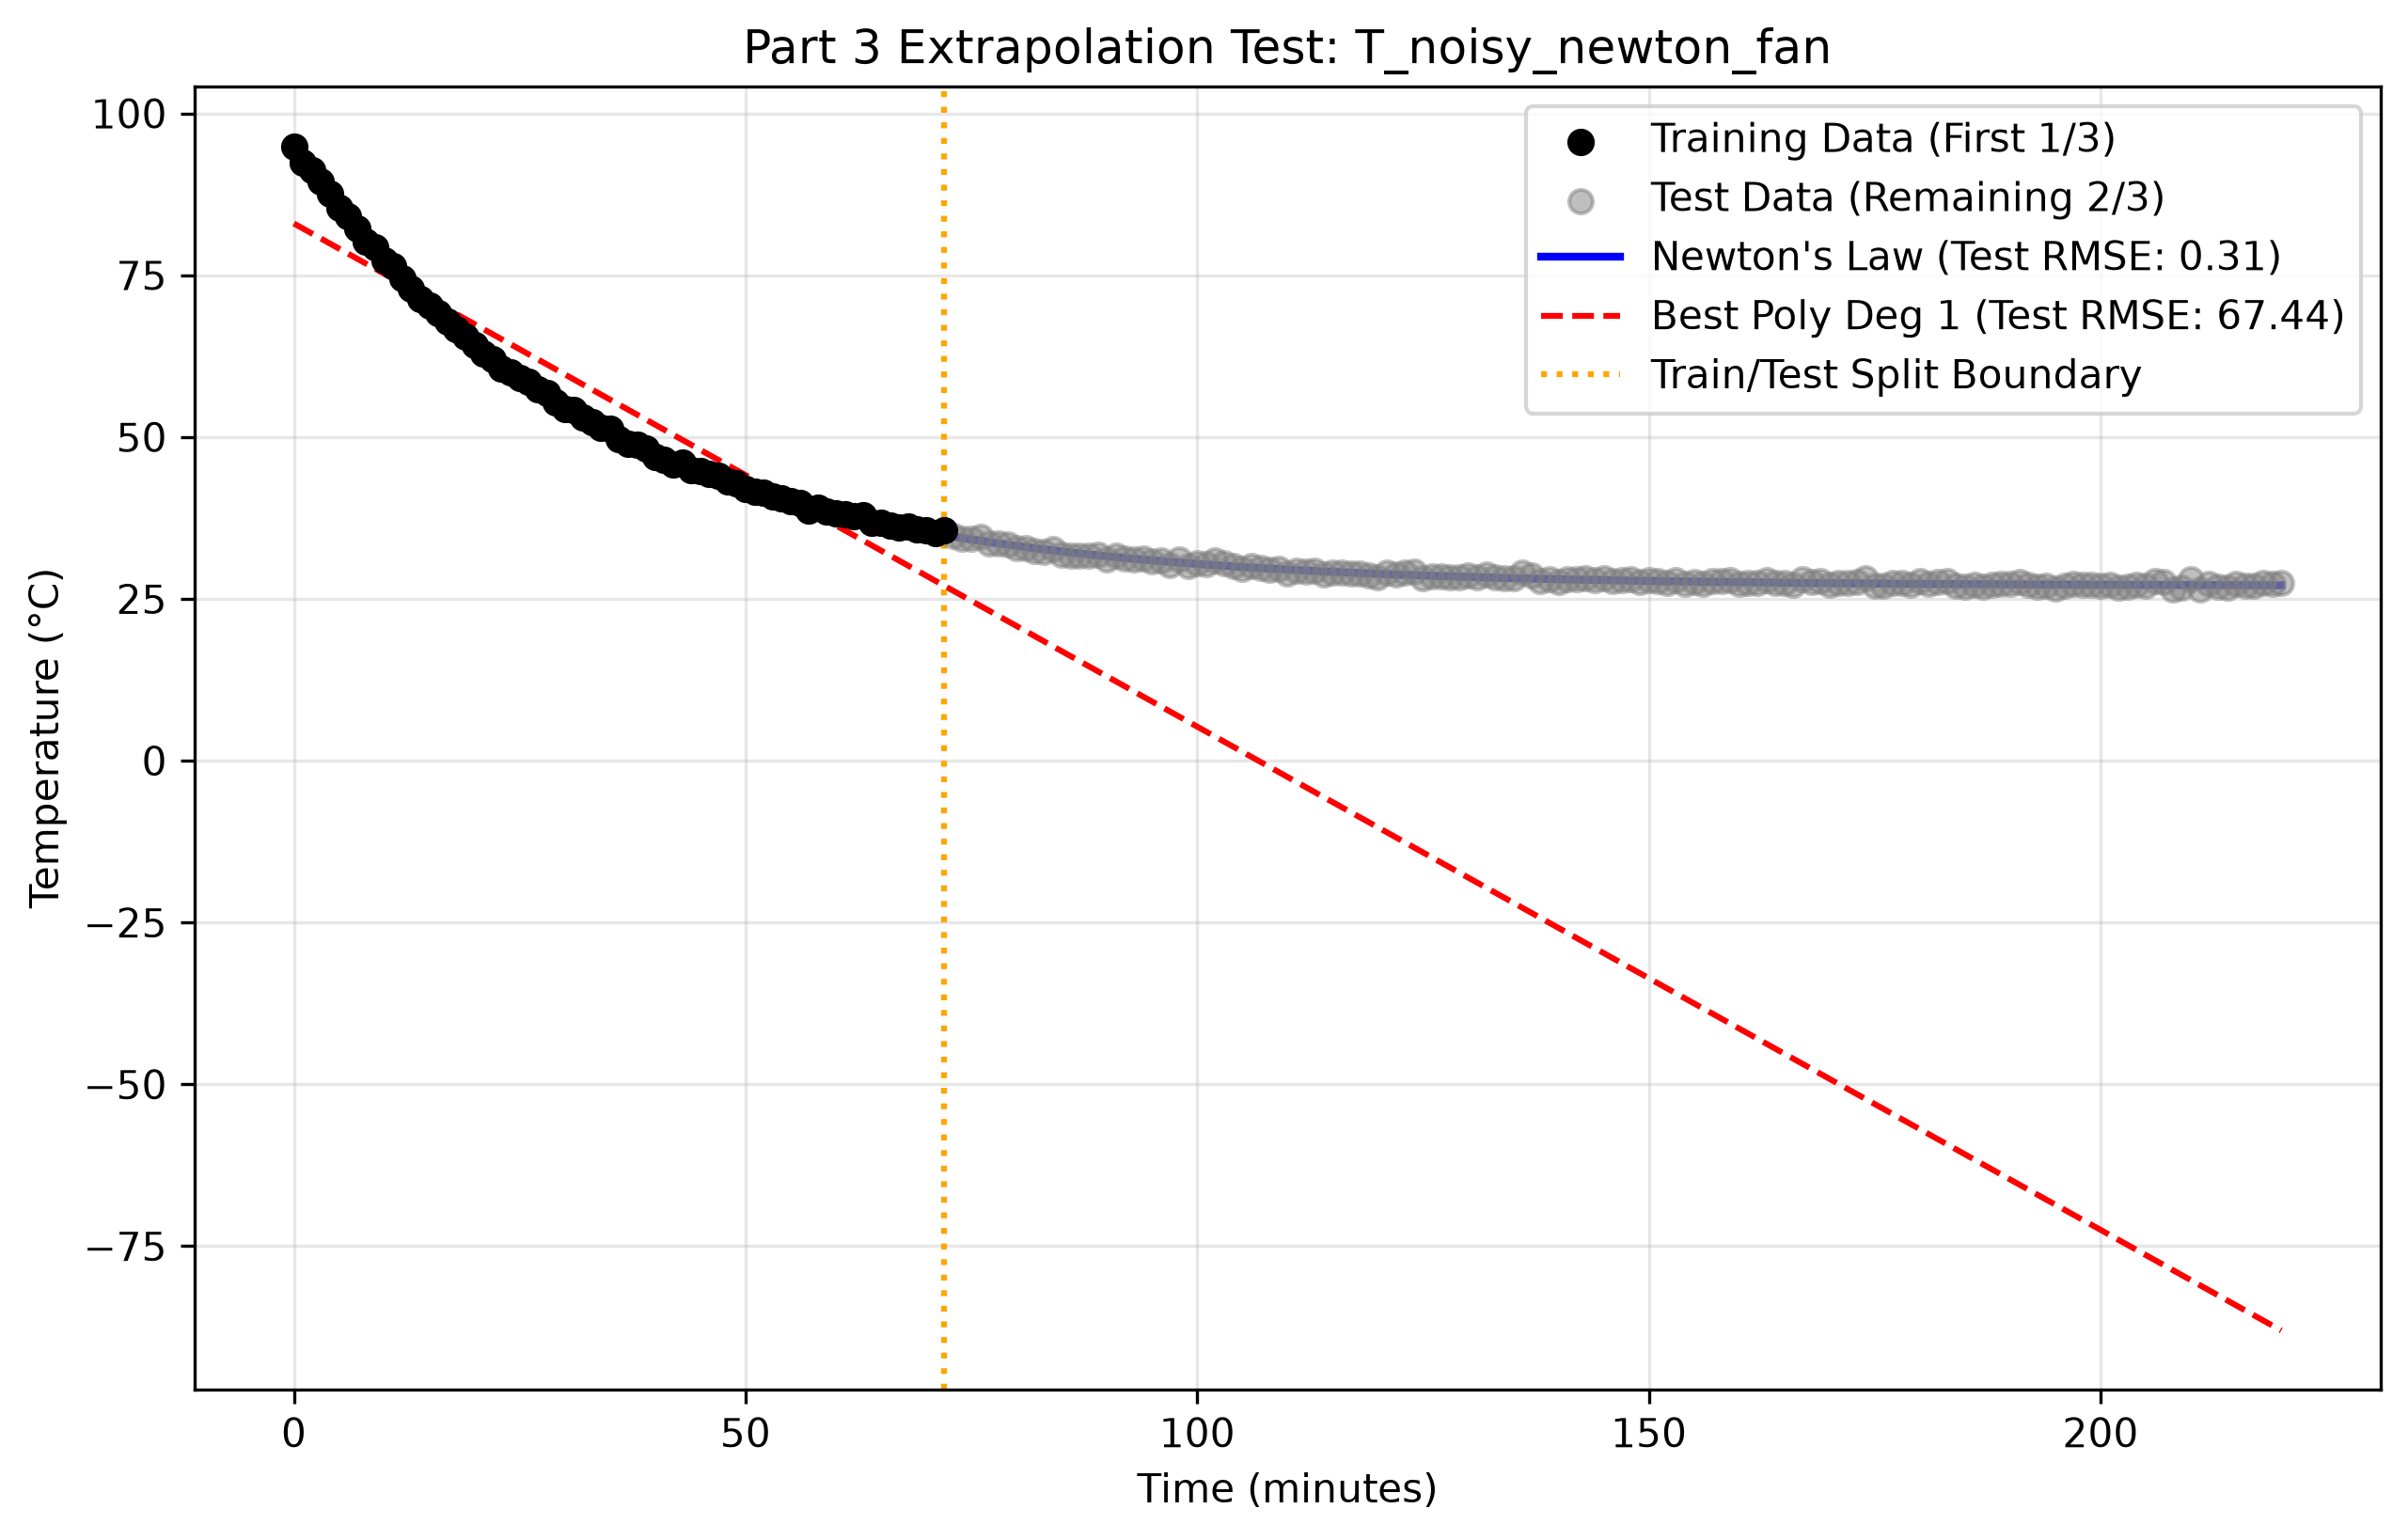 Part 3 Extrapolation Test: T_noisy_newton_fan
Training Data (First 1/3)
Test Data (Remaining 2/3)
Newton's Law (Test RMSE: 0.31)
Best Poly Deg 1 (Test RMSE: 67.44)
Train/Test Split Boundary
Temperature (°C)
100
75
50
25
0
−25
−50
−75
0
50
100
150
200
Time (minutes)